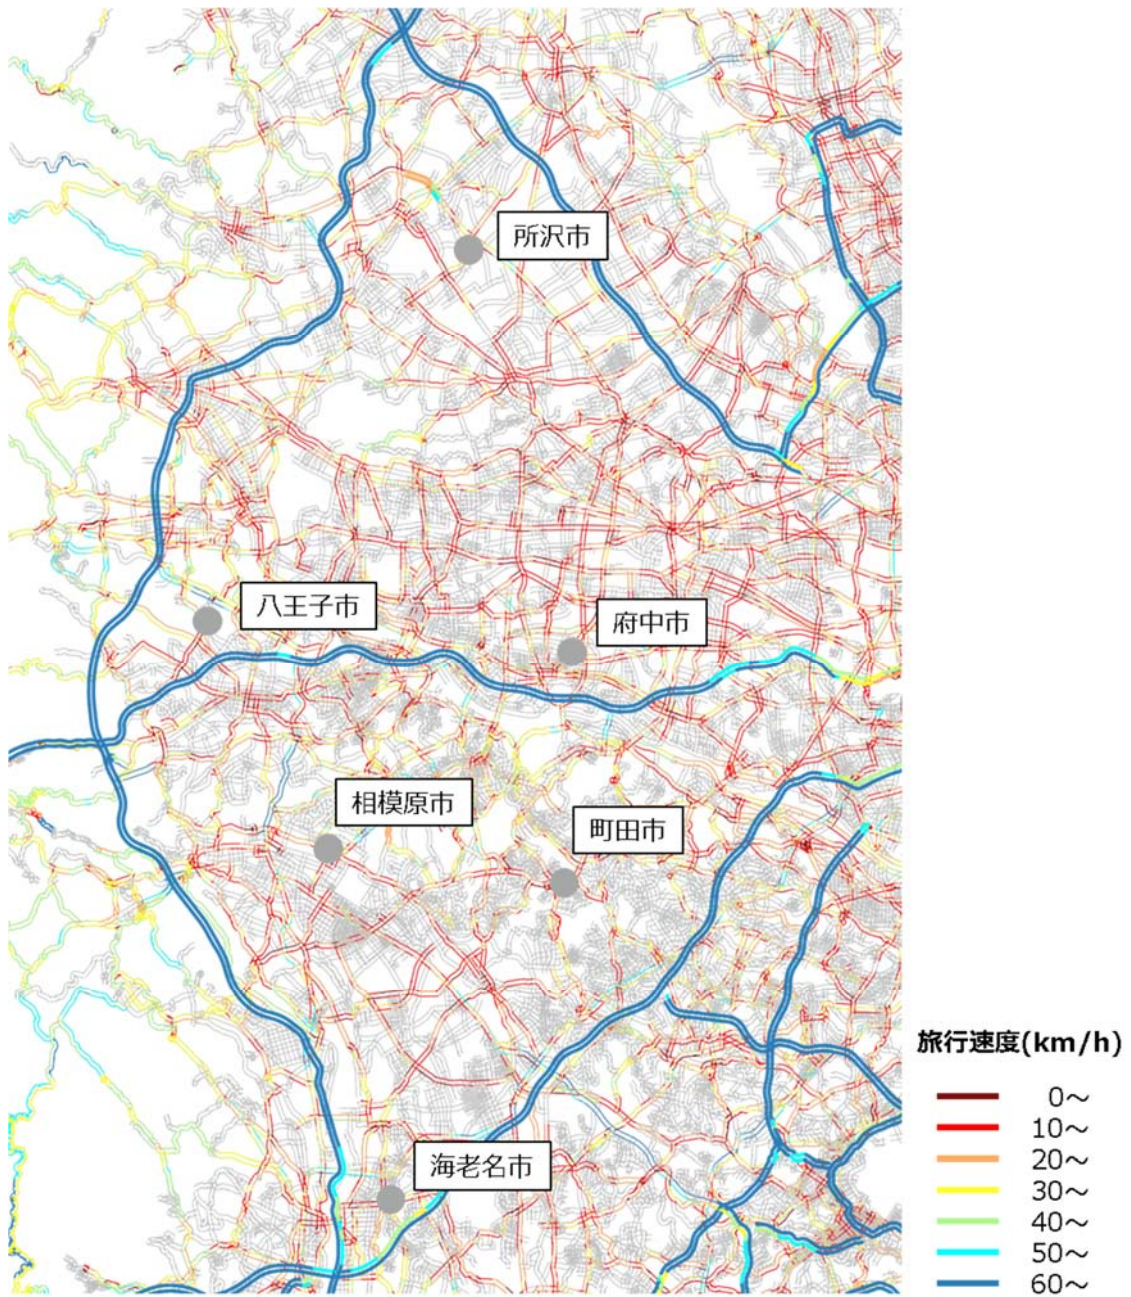 所沢市
八王子市
府中市
相模原市
町田市
海老名市
旅行速度(km/h)
0～
10～
20～
30～
40～
50～
60～